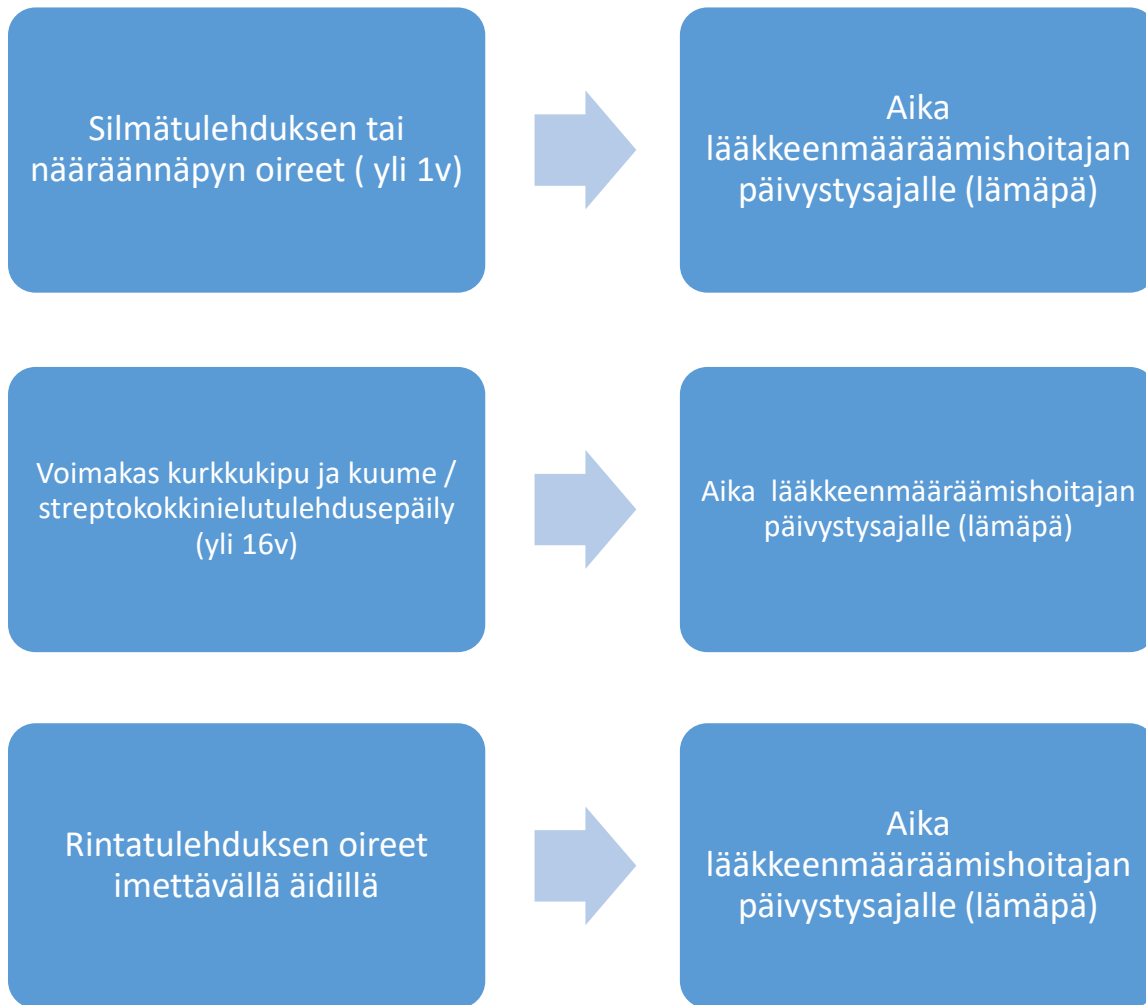 Silmätulehduksen tai
nääräännäpyn oireet ( yli 1v)
Aika
lääkkeenmääräämishoitajan
päivystysajalle (lämäpä)
Voimakas kurkkukipu ja kuume /
streptokokkinielutulehdusepäily
(yli 16v)
Aika lääkkeenmääräämishoitajan
päivystysajalle (lämäpä)
Rintatulehduksen oireet
imettävällä äidillä
Aika
lääkkeenmääräämishoitajan
päivystysajalle (lämäpä)